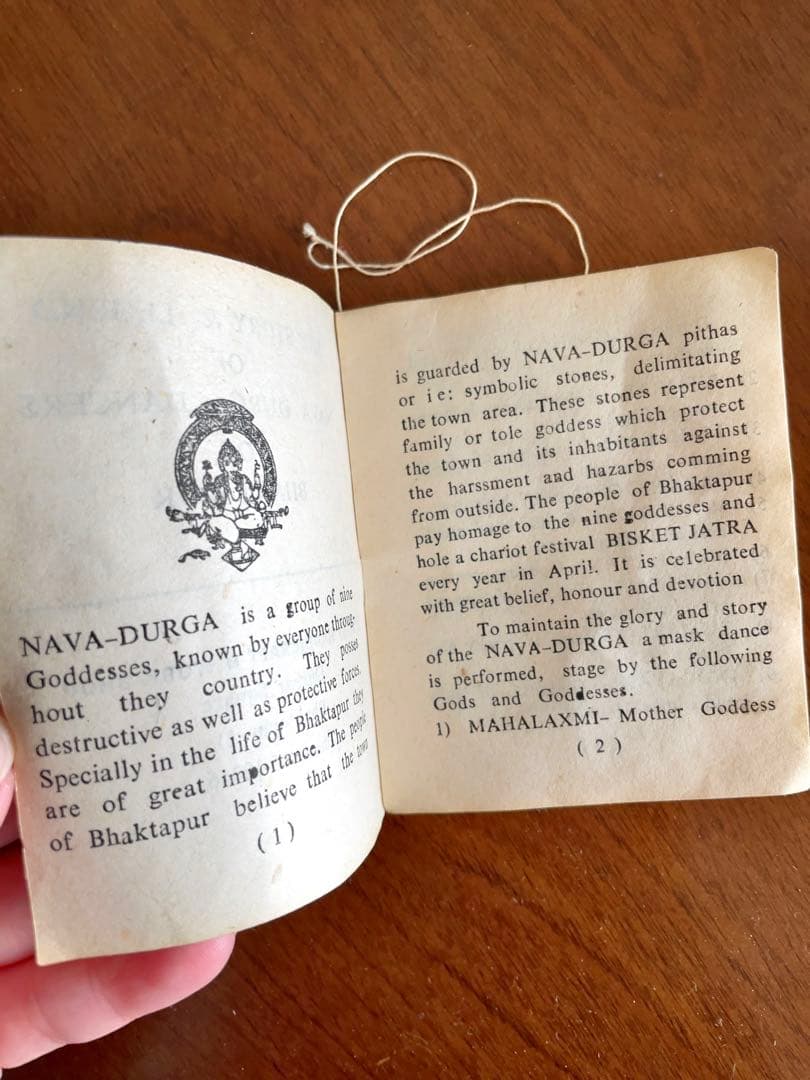 NAVA-DURGA is a group of nine
Goddesses, known by everyone throug-
hout they country. They posses
destructive as well as protective forces.
Specially in the life of Bhaktapur they
are of great importance. The people
of Bhaktapur believe that the town
(1)
is guarded by NAVA-DURGA pithas
or i e: symbolic stones, delimitating
the town area. These stones represent
family or tole goddess which protect
the town and its inhabitants against
the harssment and hazarbs comming
from outside. The people of Bhaktapur
pay homage to the nine goddesses and
hole a chariot festival BISKET JATRA
every year in April. It is celebrated
with great belief, honour and devotion
To maintain the glory and story
of the NAVA-DURGA a mask dance
is performed, stage by the following
Gods and Goddesses.
1) MAHALAXMI- Mother Goddess
( 2 )